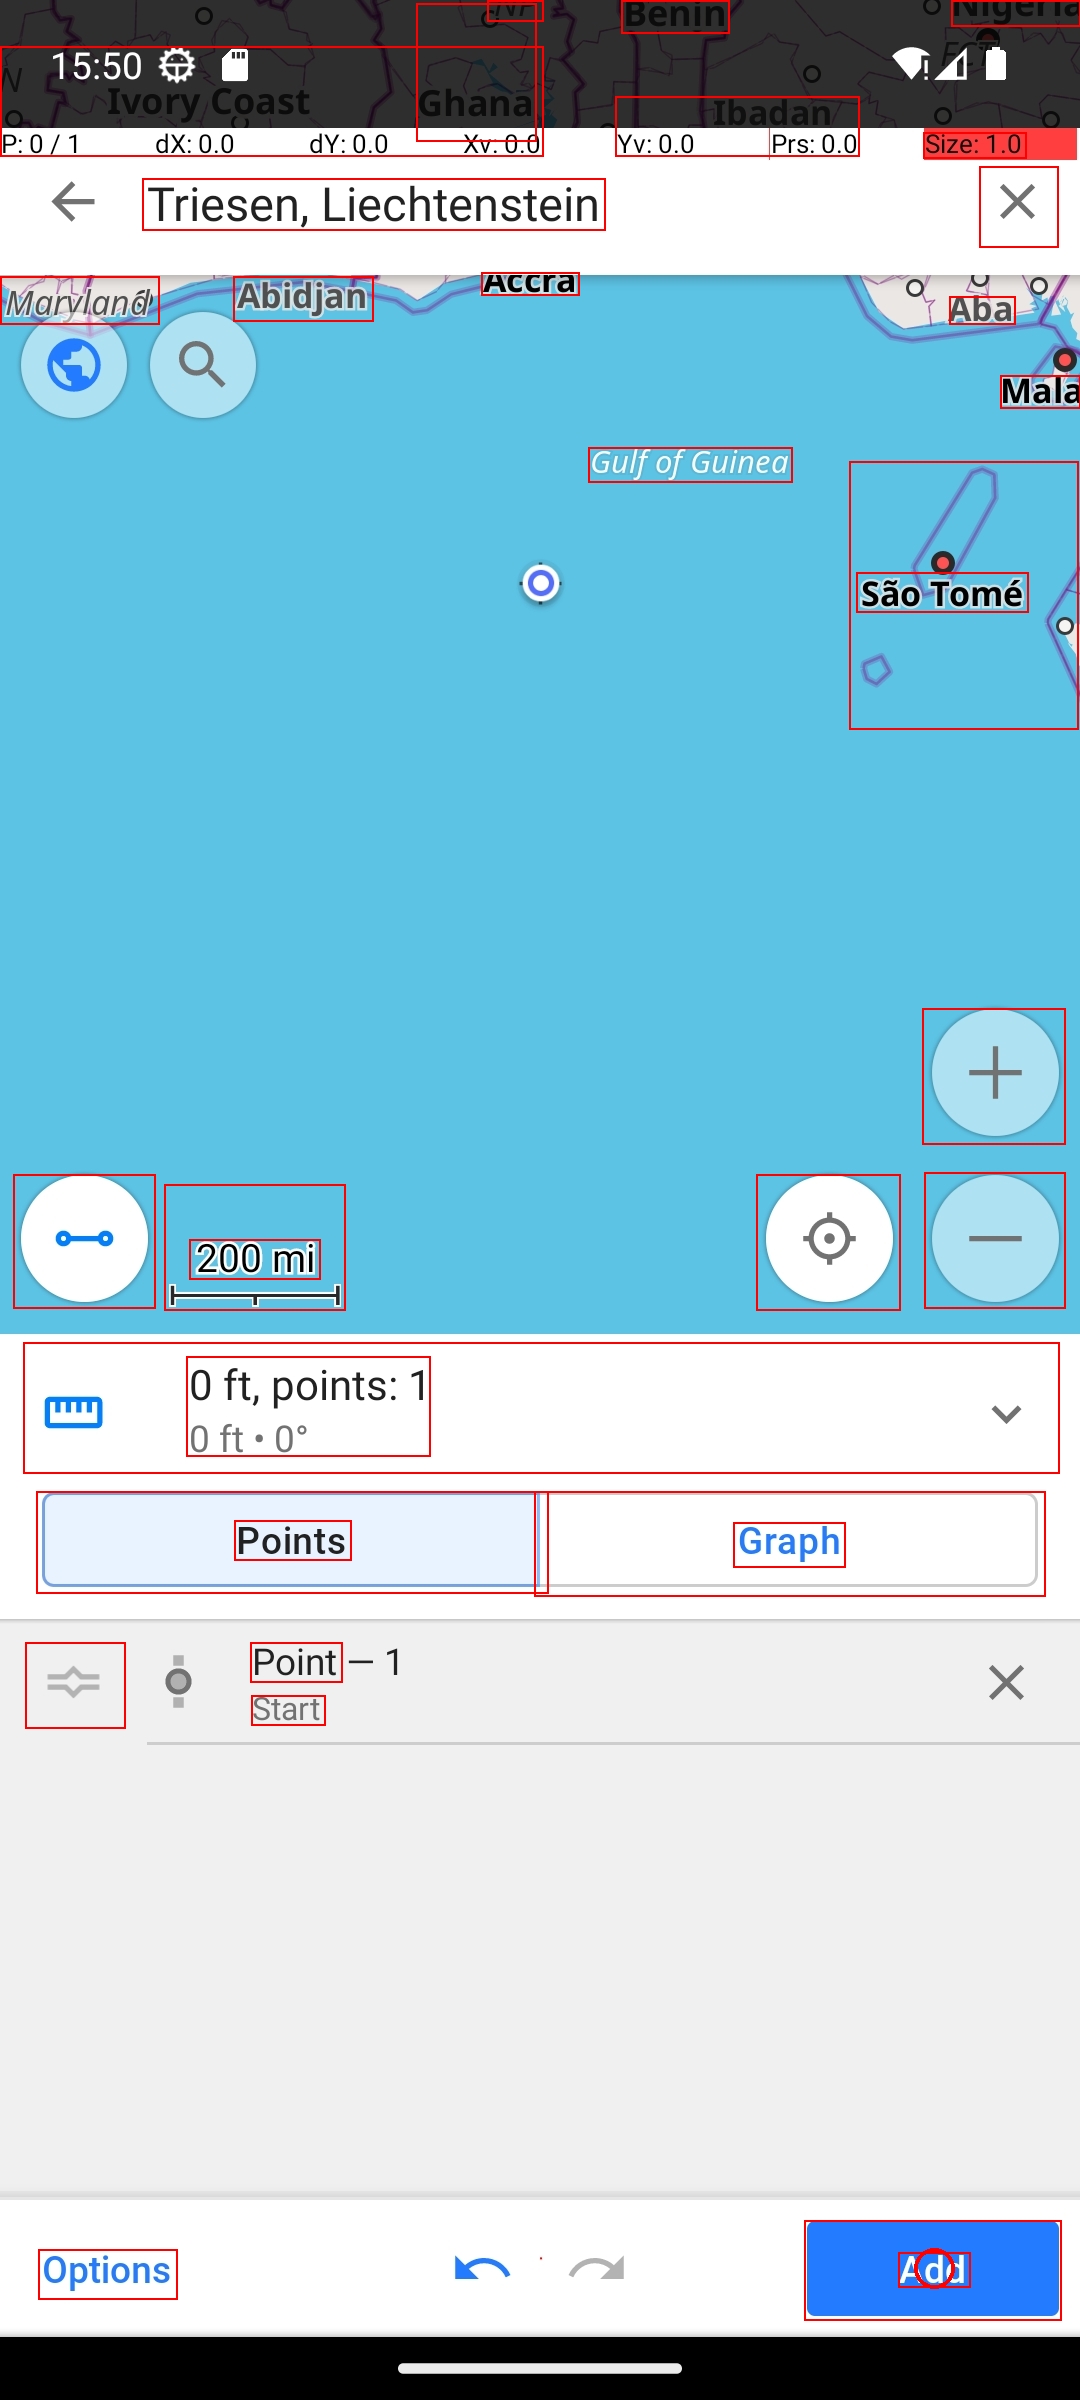 Benin
Nigeria
15:50
Ivory Coast
Ghana
Ibadan
P: 0 / 1
dX: 0.0
dY: 0.0
Xv: 0.0
Yv: 0.0
Prs: 0.0
Size: 1.0
Triesen, Liechtenstein
Maryland
Abidjan
Accra
Aba
Mala
Gulf of Guinea
São Tomé
200 mi
0 ft, points: 1
0 ft • 0°
Points
Graph
Point — 1
Start
Options
Add